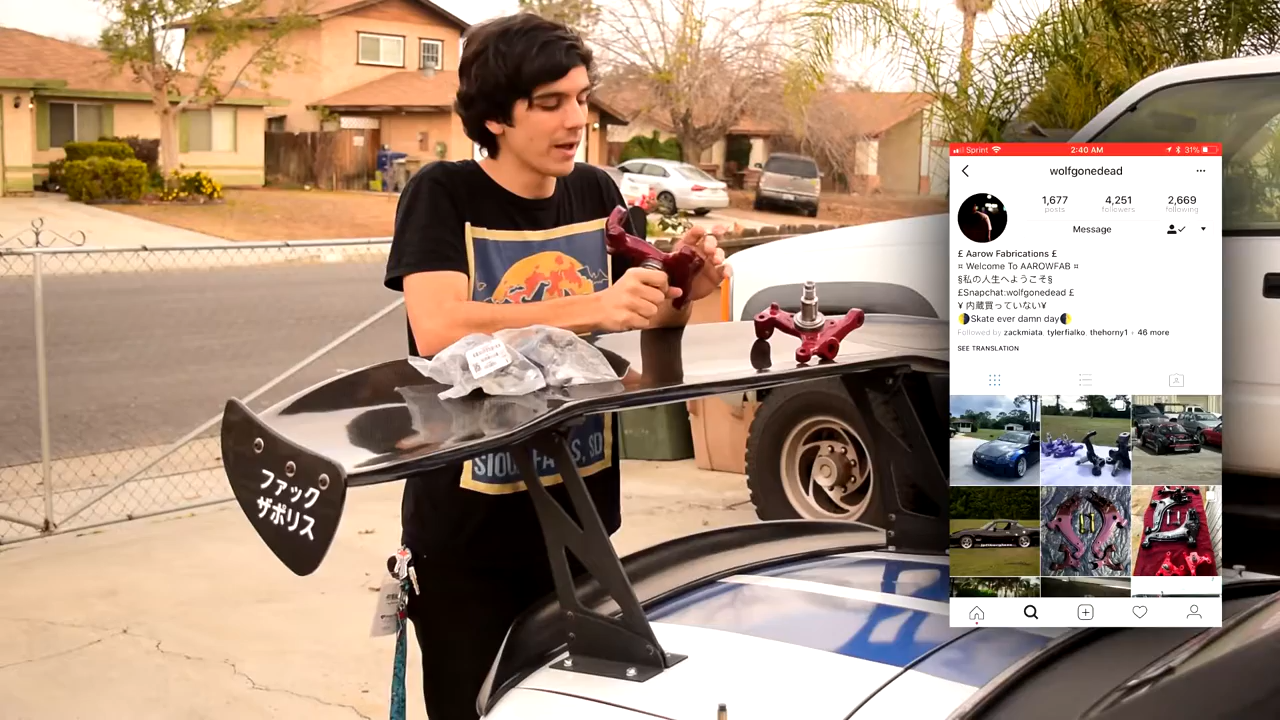 SIOUX FALLS, SD
ファック
ザポリス
Sprint
2:40 AM
31%
wolfgonedead
1,677
4,251
2,669
posts
followers
following
Message
£ Aarow Fabrications £
¤ Welcome To AAROWFAB ¤
§私の人生へようこそ§
£Snapchat:wolfgonedead £
¥ 内蔵買っていない¥
Skate ever damn day
Followed by zackmiata, tylerfialko, thehorny1 + 46 more
SEE TRANSLATION